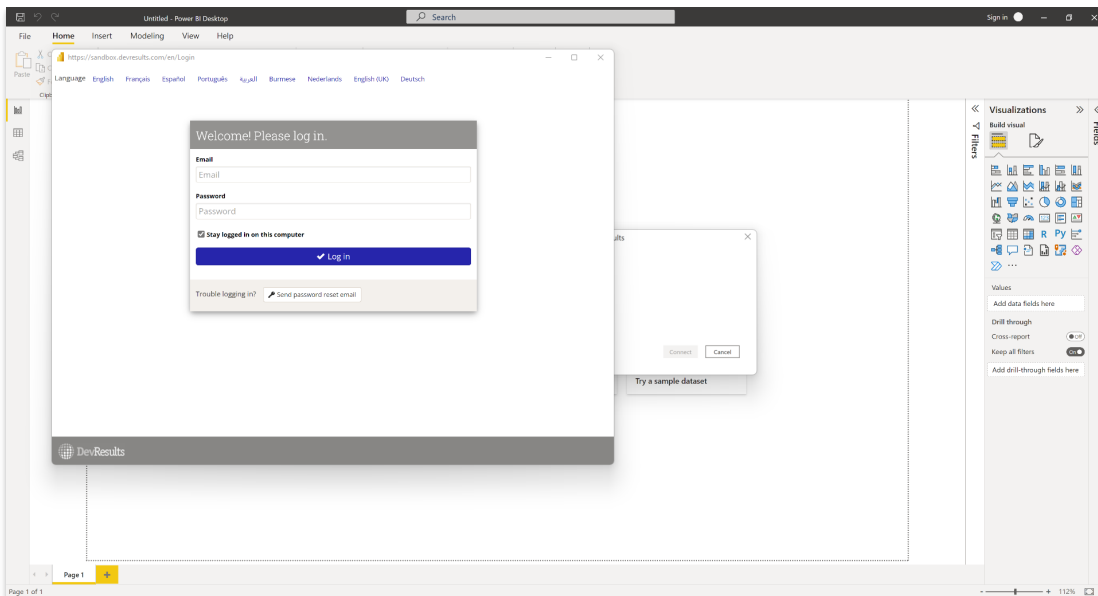 Untitled - Power BI Desktop
Search
Sign in
File Home Insert Modeling View Help
https://sandbox.devresults.com/en/Login
Paste
Language English Français Español Português العربية Burmese Nederlands English (UK) Deutsch
Welcome! Please log in.
Email
Email
Password
Password
Stay logged in on this computer
Log in
Trouble logging in? Send password reset email
DevResults
Connect Cancel
Try a sample dataset
Filters
Visualizations
Build visual
R Py
Values
Add data fields here
Drill through
Cross-report Off
Keep all filters On
Add drill-through fields here
Fields
Page 1
Page 1 of 1
112%